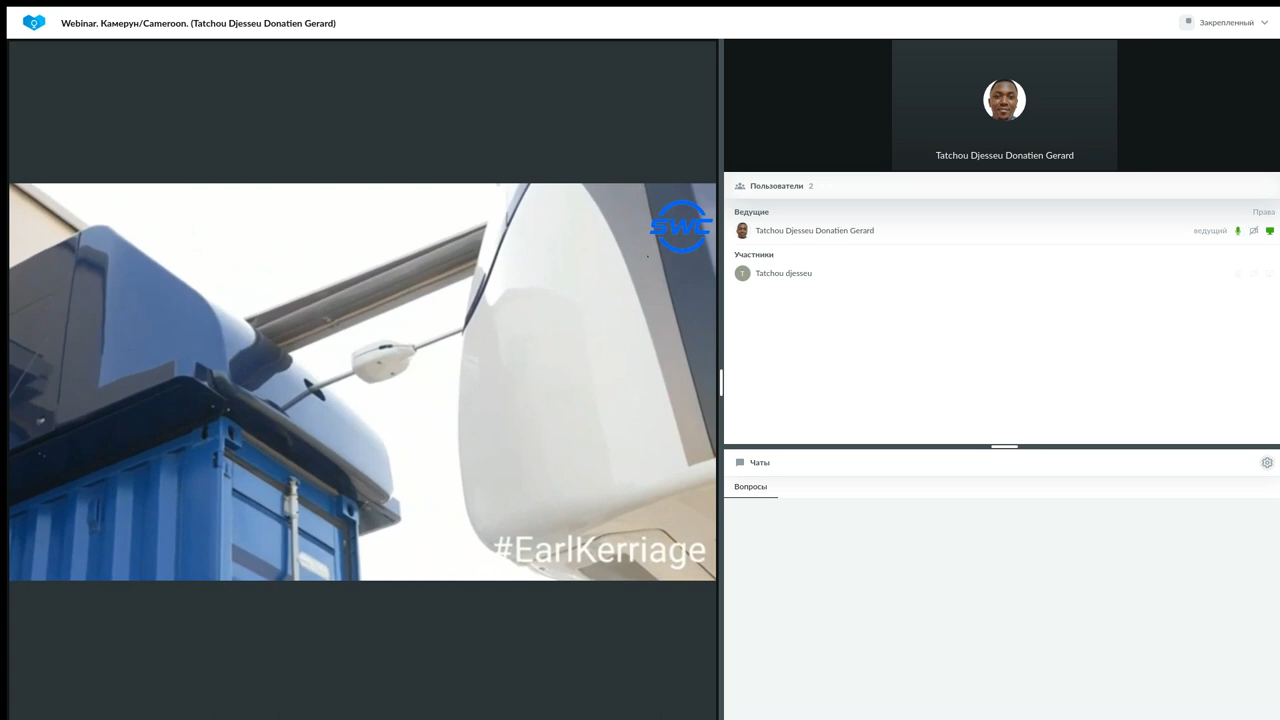 Webinar. Камерун/Cameroon. (Tatchou Djesseu Donatien Gerard)
Закрепленный
SWC
#EarlKerriage
Tatchou Djesseu Donatien Gerard
Пользователи 2
Ведущие Права
Tatchou Djesseu Donatien Gerard ведущий
Участники
T Tatchou djesseu
Чаты
Вопросы